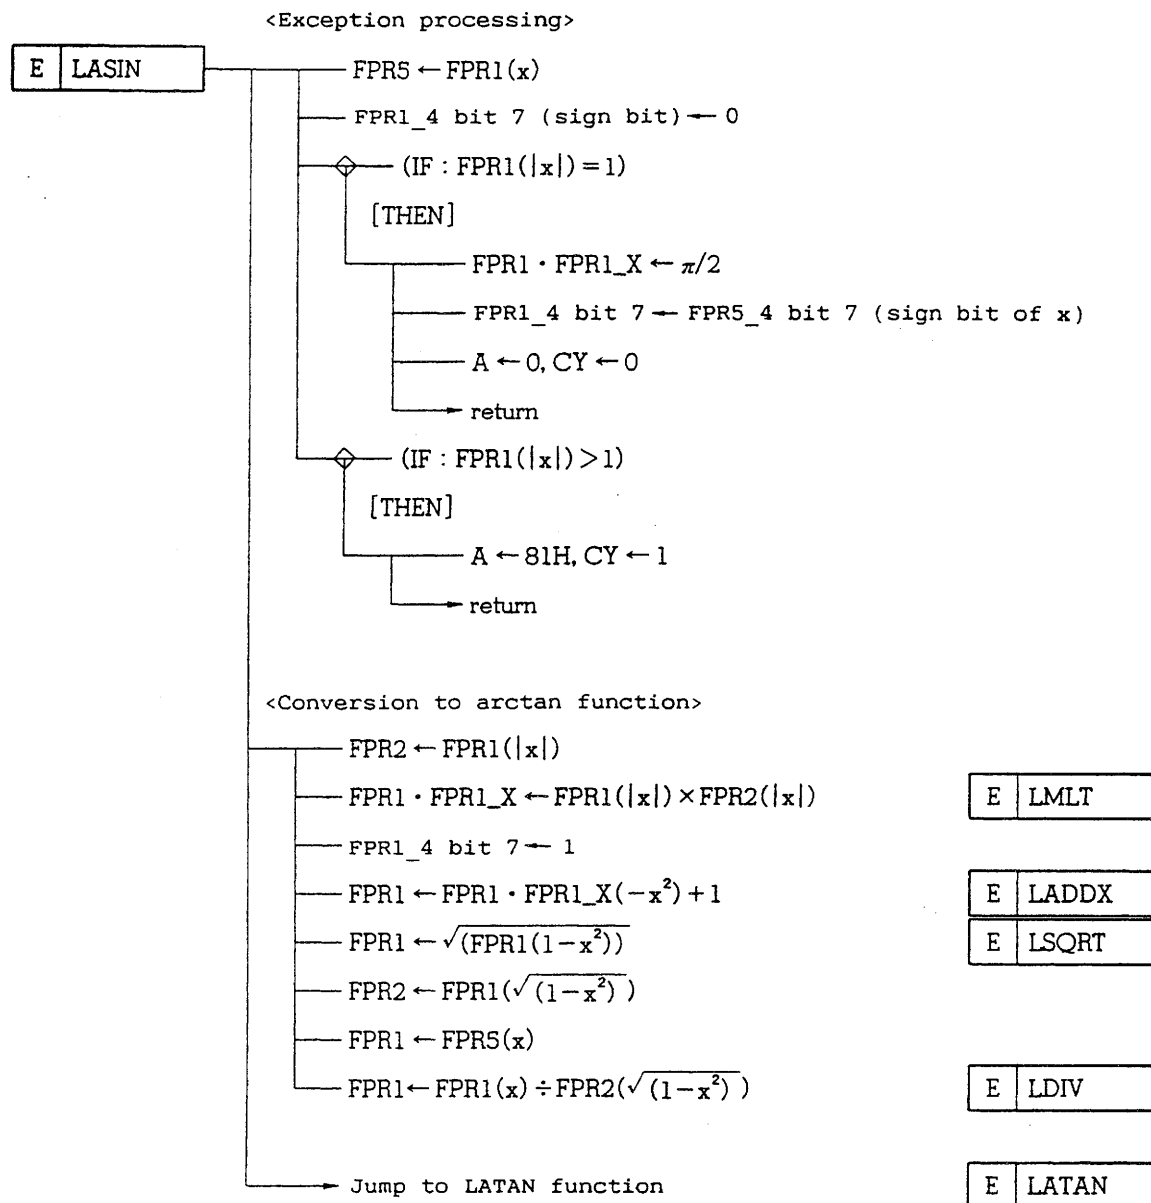 <Exception processing>
E LASIN FPR5 ← FPR1(x)
FPR1_4 bit 7 (sign bit) ← 0
(IF : FPR1(|x|) = 1)
[THEN]
FPR1 · FPR1_X ← π/2
FPR1_4 bit 7 ← FPR5_4 bit 7 (sign bit of x)
A ← 0, CY ← 0
return
(IF : FPR1(|x|) > 1)
[THEN]
A ← 81H, CY ← 1
return
<Conversion to arctan function>
FPR2 ← FPR1(|x|)
FPR1 · FPR1_X ← FPR1(|x|) × FPR2(|x|) E LMLT
FPR1_4 bit 7 ← 1
FPR1 ← FPR1 · FPR1_X(−x²) + 1 E LADDX
FPR1 ← √(FPR1(1−x²)) E LSQRT
FPR2 ← FPR1(√(1−x²))
FPR1 ← FPR5(x)
FPR1 ← FPR1(x) ÷ FPR2(√(1−x²)) E LDIV
Jump to LATAN function E LATAN